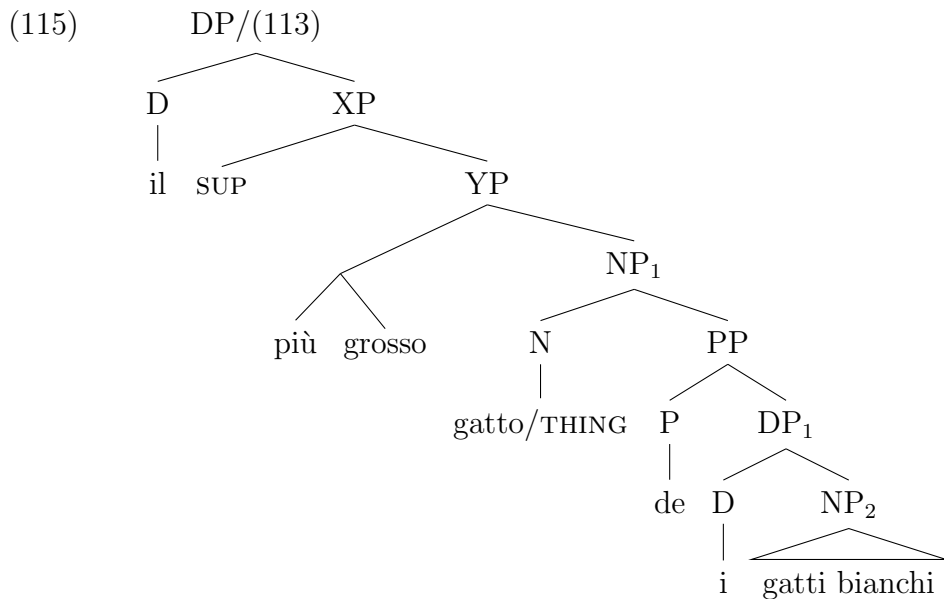 (115) DP/(113)
D XP
il SUP YP
NP₁
più grosso N PP
gatto/THING P DP₁
de D NP₂
i gatti bianchi